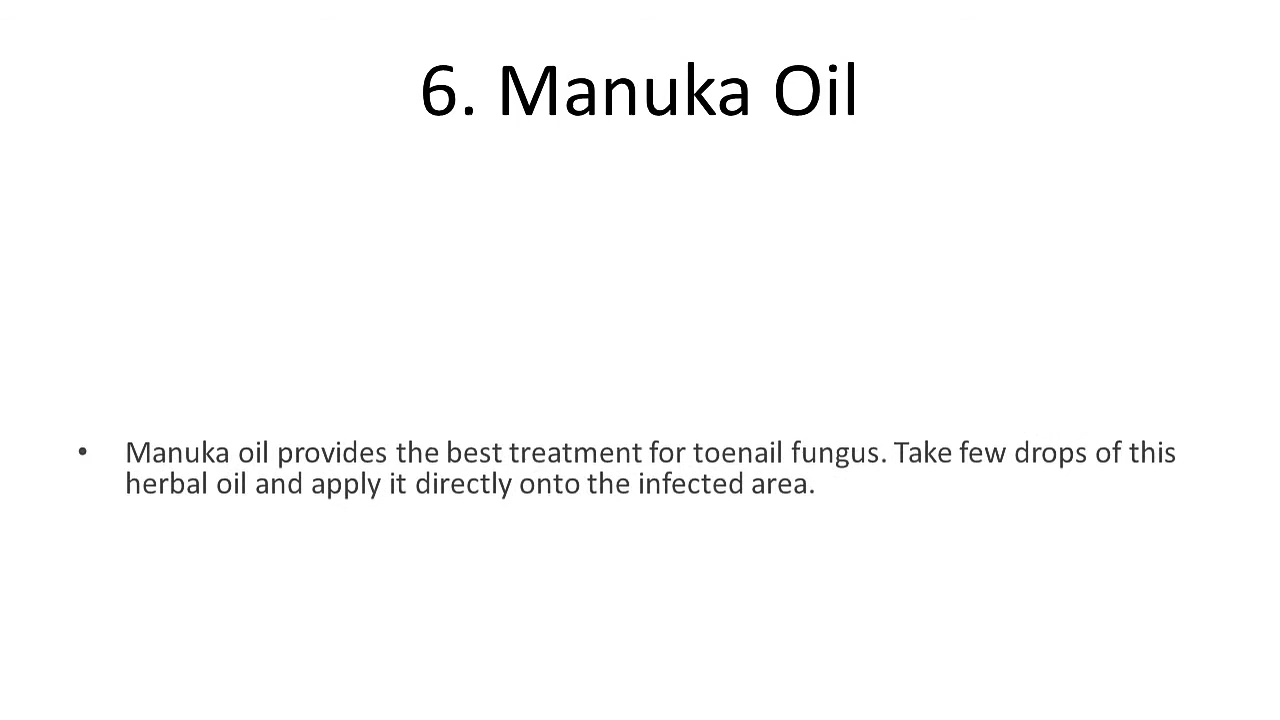 6. Manuka Oil
• Manuka oil provides the best treatment for toenail fungus. Take few drops of this
herbal oil and apply it directly onto the infected area.